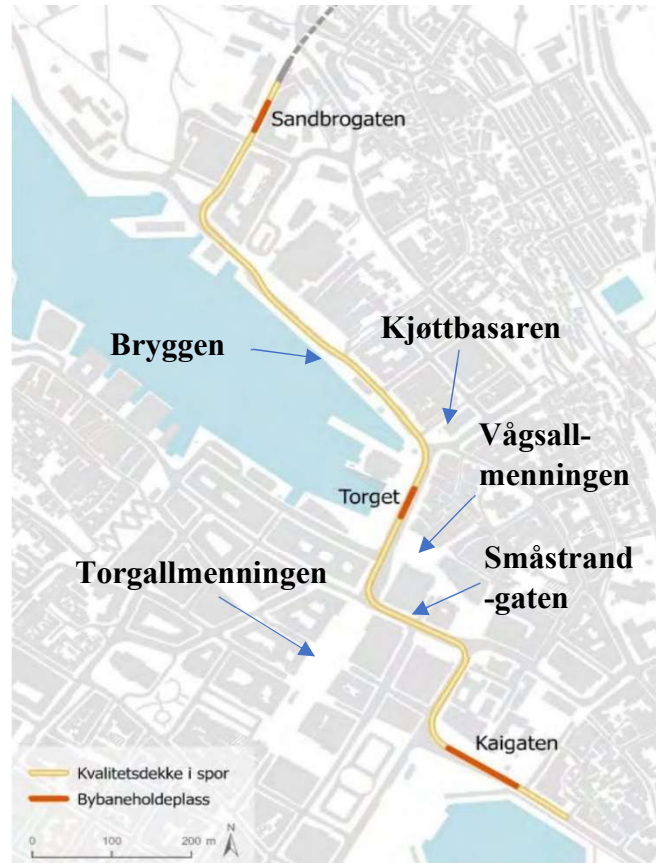 Sandbrogaten
Kjøttbasaren
Bryggen
Vågsall-
menningen
Torget
Småstrand
-gaten
Torgallmenningen
Kaigaten
Kvalitetsdekke i spor
Bybaneholdeplass
N
0 100 200 m